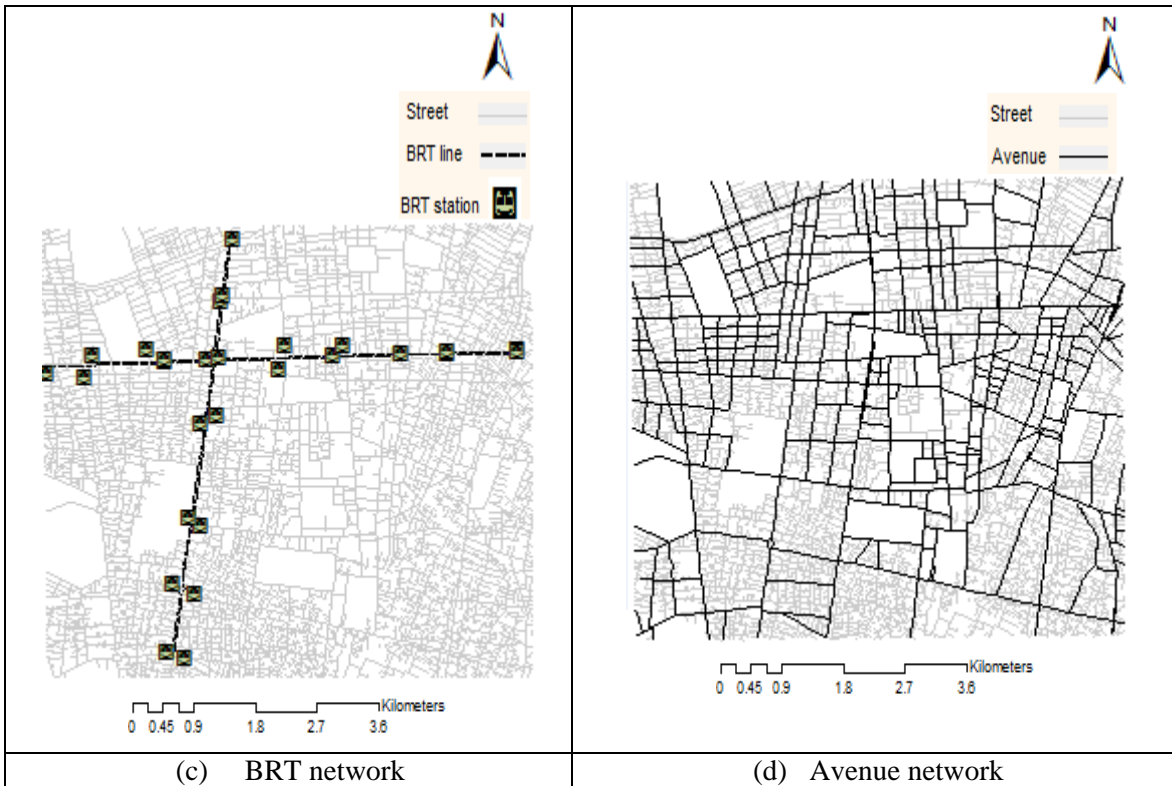 N
Street
BRT line
BRT station
Kilometers
0 0.45 0.9 1.8 2.7 3.6
(c) BRT network
N
Street
Avenue
Kilometers
0 0.45 0.9 1.8 2.7 3.6
(d) Avenue network